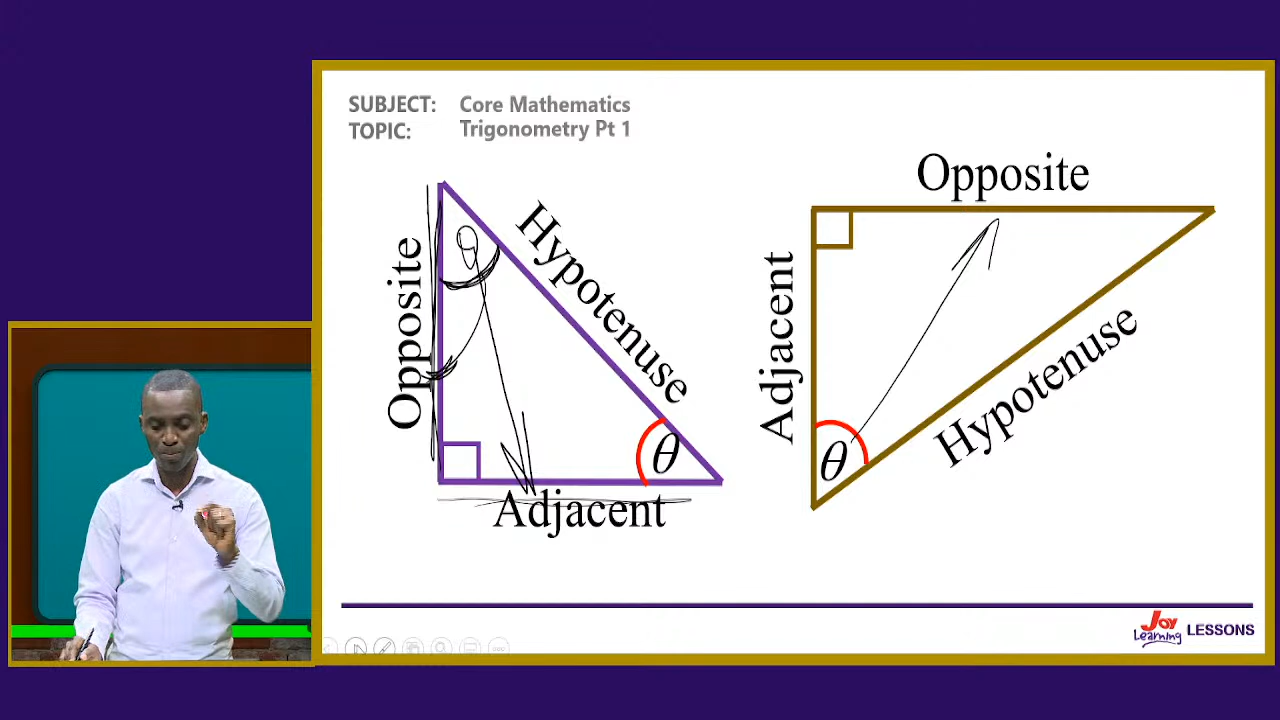 SUBJECT: Core Mathematics
TOPIC: Trigonometry Pt 1
Opposite
Hypotenuse
θ
Adjacent
Opposite
Adjacent
θ
Hypotenuse
Joy Learning LESSONS